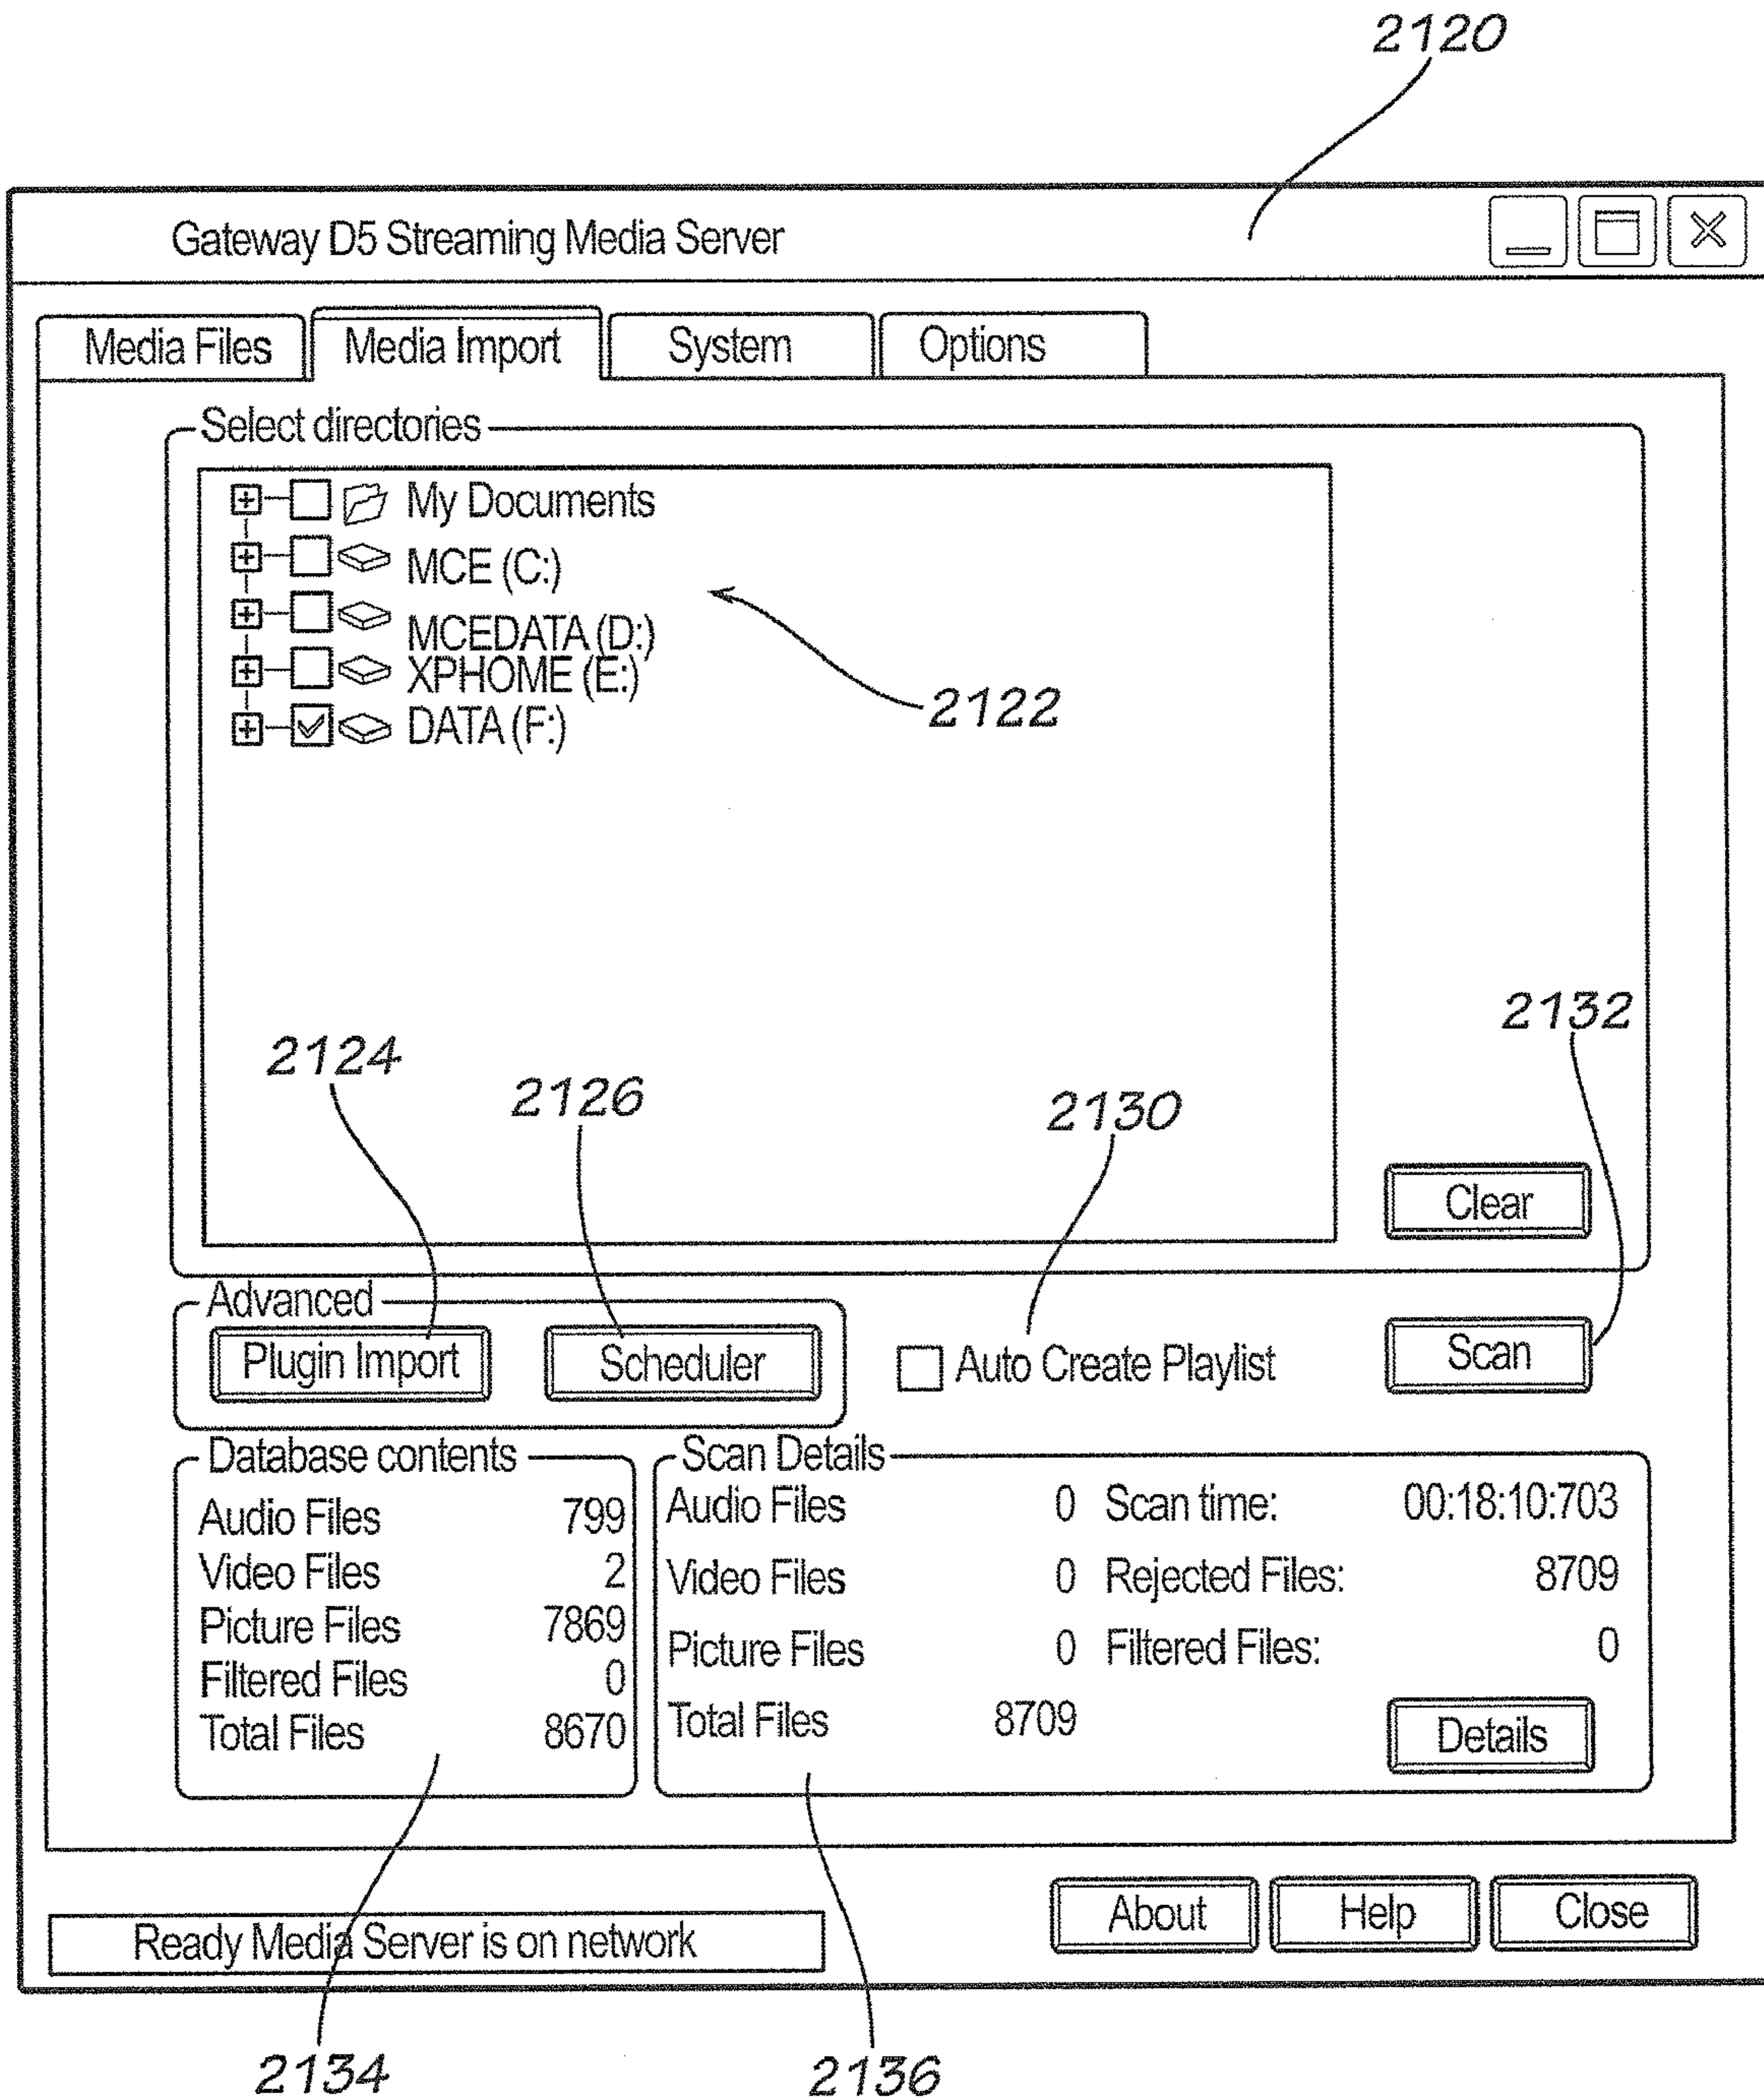 2120
Gateway D5 Streaming Media Server
Media Files Media Import System Options
Select directories
My Documents
MCE (C:)
MCEDATA (D:)
XPHOME (E:)
DATA (F:)
2122
2132
2124
2126
2130
Clear
Advanced
Plugin Import Scheduler Auto Create Playlist Scan
Database contents
Audio Files 799
Video Files 2
Picture Files 7869
Filtered Files 0
Total Files 8670
Scan Details
Audio Files 0 Scan time: 00:18:10:703
Video Files 0 Rejected Files: 8709
Picture Files 0 Filtered Files: 0
Total Files 8709
Details
About Help Close
Ready Media Server is on network
2134 2136